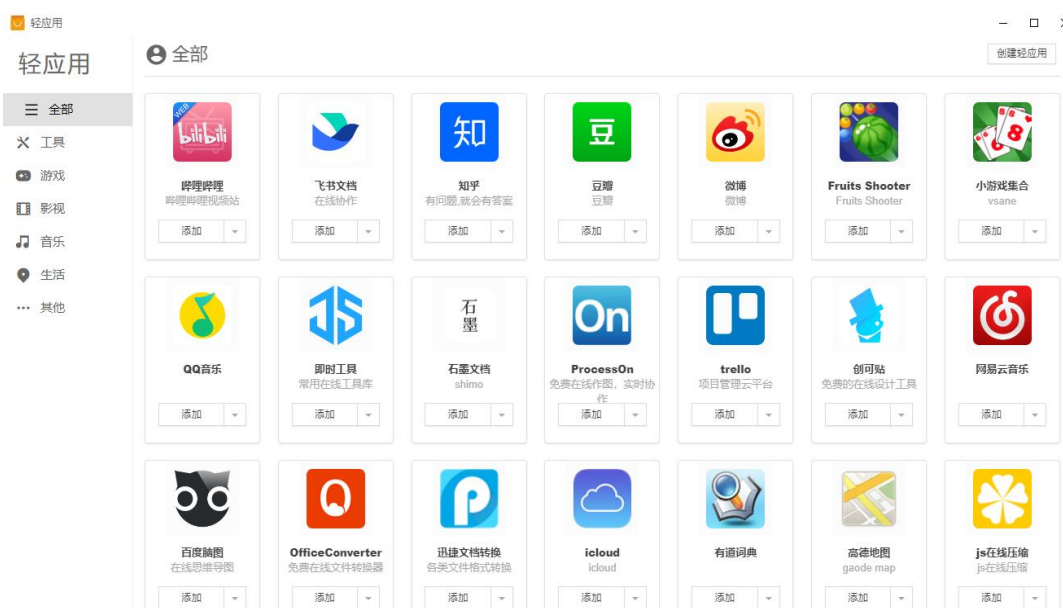 轻应用
轻应用
全部
创建轻应用
全部
工具
游戏
影视
音乐
生活
其他
WEB
bilibili
知
豆
8
8
哔哩哔哩
飞书文档
知乎
豆瓣
微博
Fruits Shooter
小游戏集合
哔哩哔哩视频站
在线协作
有问题,就会有答案
豆瓣
微博
Fruits Shooter
vsane
添加
添加
添加
添加
添加
添加
添加
JS
石墨
On
QQ音乐
即时工具
石墨文档
ProcessOn
trello
创可贴
网易云音乐
常用在线工具库
shimo
免费在线作图，实时协作
项目管理云平台
免费的在线设计工具
添加
添加
添加
添加
添加
添加
添加
百度脑图
OfficeConverter
迅捷文档转换
icloud
有道词典
高德地图
js在线压缩
在线思维导图
免费在线文件转换器
各类文件格式转换
icloud
gaode map
js在线压缩
添加
添加
添加
添加
添加
添加
添加